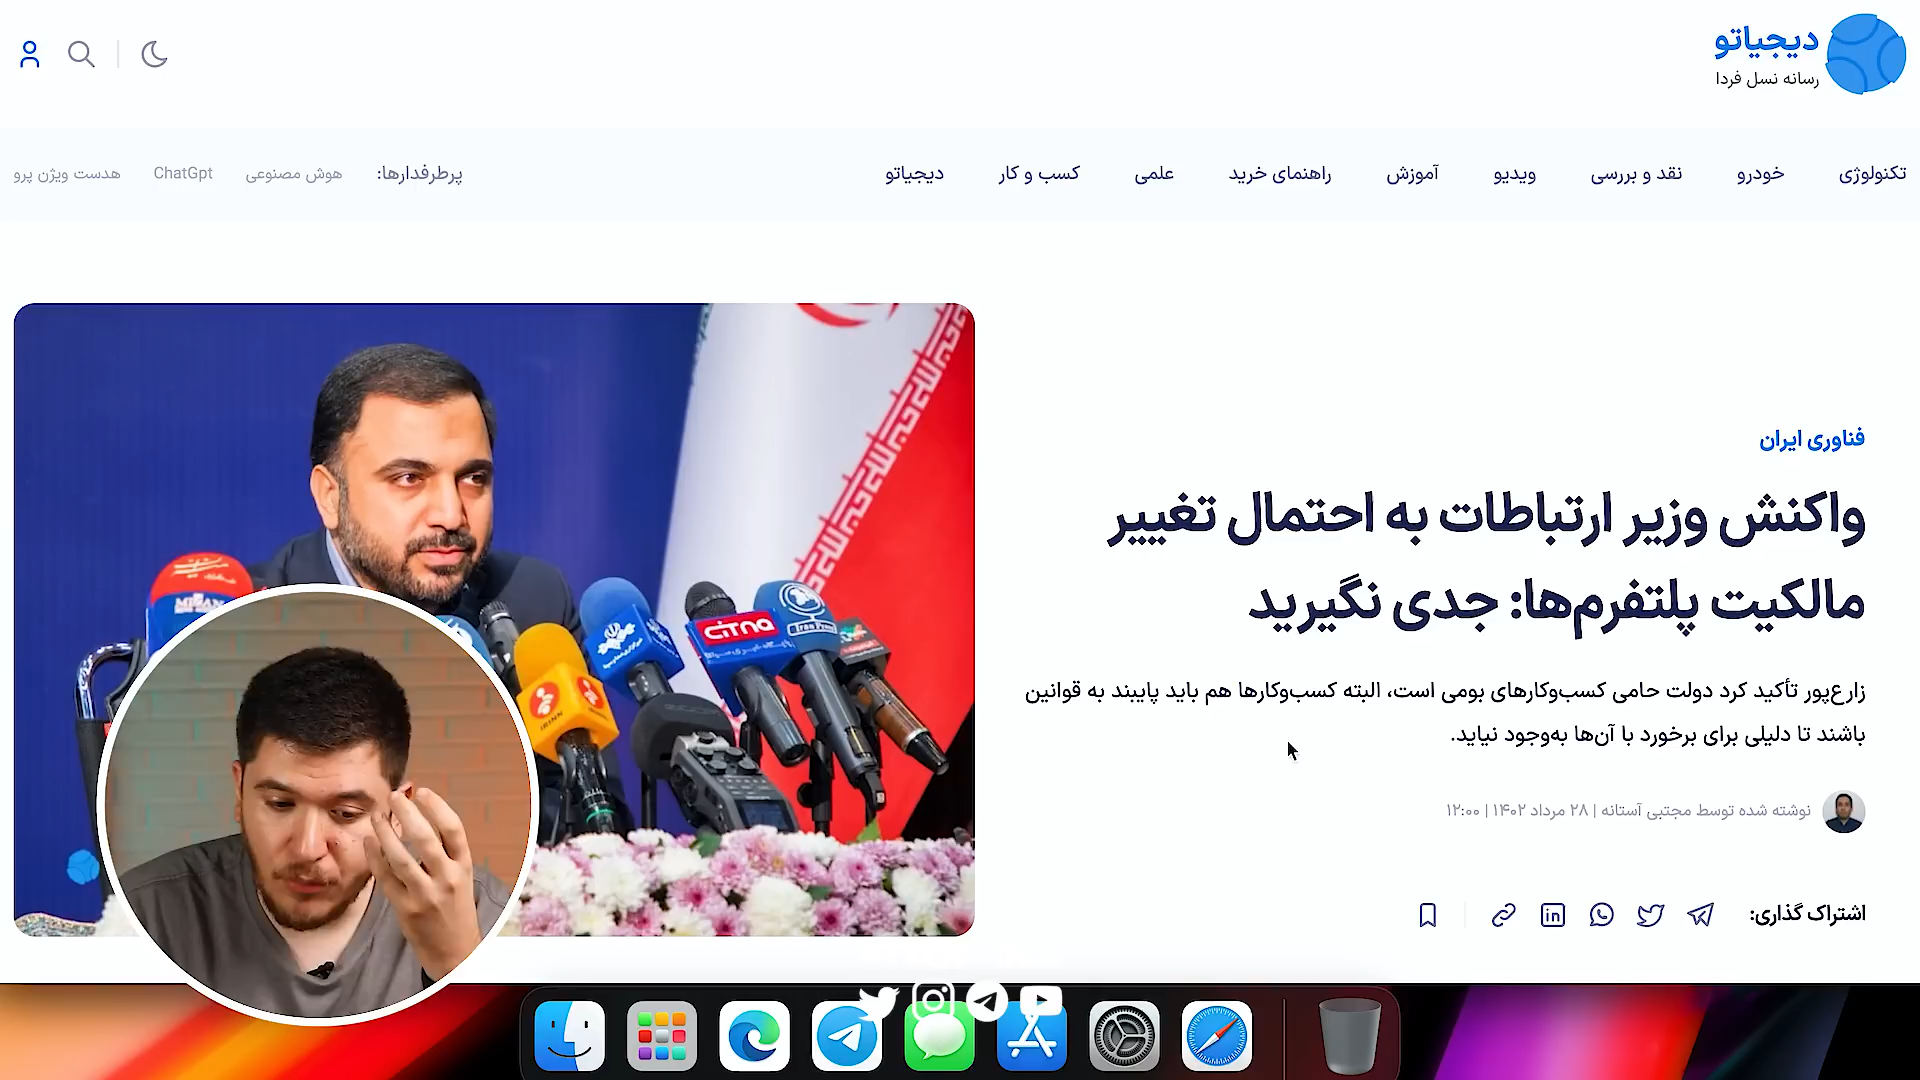 دیجیاتو
رسانه نسل فردا
تکنولوژی
خودرو
نقد و بررسی
ویدیو
آموزش
راهنمای خرید
علمی
کسب و کار
دیجیاتو
پرطرفدارها:
هوش مصنوعی
ChatGpt
هدست ویژن پرو
فناوری ایران
واکنش وزیر ارتباطات به احتمال تغییر
مالکیت پلتفرم‌ها: جدی نگیرید
زارع‌پور تأکید کرد دولت حامی کسب‌وکارهای بومی است، البته کسب‌وکارها هم باید پایبند به قوانین
باشند تا دلیلی برای برخورد با آن‌ها به‌وجود نیاید.
نوشته شده توسط مجتبی آستانه | ۲۸ مرداد ۱۴۰۲ | ۱۲:۰۰
اشتراک گذاری:
MIZAN
CITNA
Iran Press
IRINN